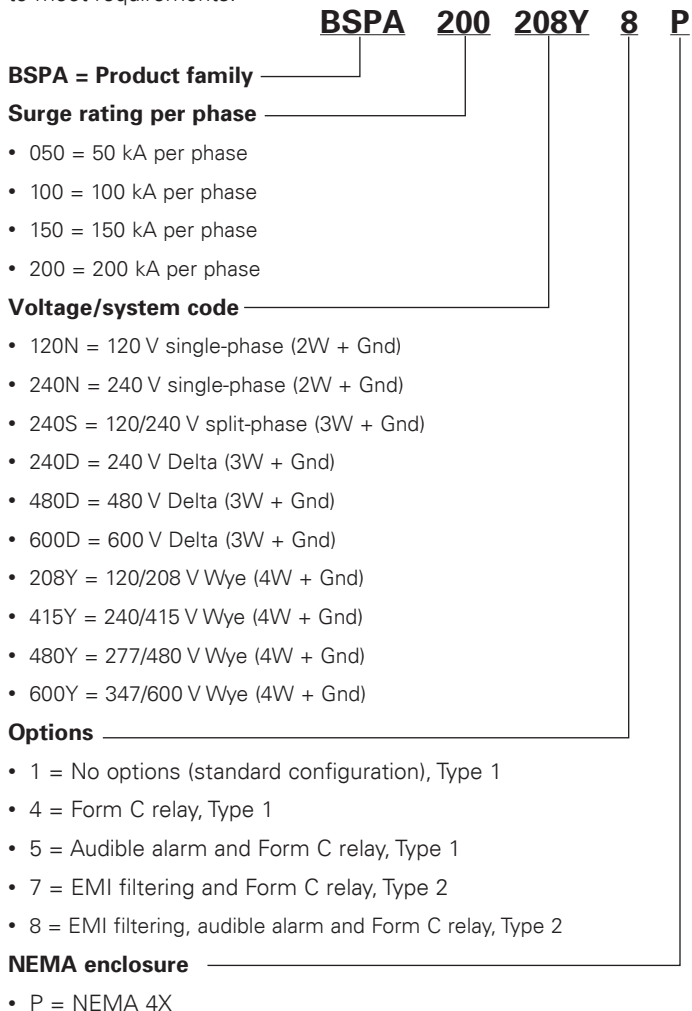 to meet requirements.
BSPA 200 208Y 8 P
BSPA = Product family
Surge rating per phase
• 050 = 50 kA per phase
• 100 = 100 kA per phase
• 150 = 150 kA per phase
• 200 = 200 kA per phase
Voltage/system code
• 120N = 120 V single-phase (2W + Gnd)
• 240N = 240 V single-phase (2W + Gnd)
• 240S = 120/240 V split-phase (3W + Gnd)
• 240D = 240 V Delta (3W + Gnd)
• 480D = 480 V Delta (3W + Gnd)
• 600D = 600 V Delta (3W + Gnd)
• 208Y = 120/208 V Wye (4W + Gnd)
• 415Y = 240/415 V Wye (4W + Gnd)
• 480Y = 277/480 V Wye (4W + Gnd)
• 600Y = 347/600 V Wye (4W + Gnd)
Options
• 1 = No options (standard configuration), Type 1
• 4 = Form C relay, Type 1
• 5 = Audible alarm and Form C relay, Type 1
• 7 = EMI filtering and Form C relay, Type 2
• 8 = EMI filtering, audible alarm and Form C relay, Type 2
NEMA enclosure
• P = NEMA 4X